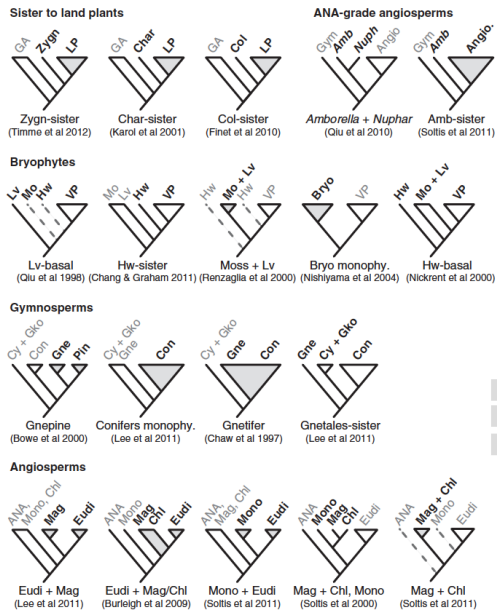 Sister to land plants
ANA-grade angiosperms
GA Zygn LP
GA Char LP
GA Col LP
Gym Amb Nuph Angio
Gym Amb Angio.
Zygn-sister
(Timme et al 2012)
Char-sister
(Karol et al 2001)
Col-sister
(Finet et al 2010)
Amborella + Nuphar
(Qiu et al 2010)
Amb-sister
(Soltis et al 2011)
Bryophytes
Lv Mo Hw VP
Mo Lv Hw VP
Hw Mo + Lv Hw VP
Bryo VP
Hw Mo + Lv VP
Lv-basal
(Qiu et al 1998)
Hw-sister
(Chang & Graham 2011)
Moss + Lv
(Renzaglia et al 2000)
Bryo monophy.
(Nishiyama et al 2004)
Hw-basal
(Nickrent et al 2000)
Gymnosperms
Cy + Gko Con Gne Pin
Cy + Gko Gne Con
Cy + Gko Gne Con
Gne Cy + Gko Con
Gnepine
(Bowe et al 2000)
Conifers monophy.
(Lee et al 2011)
Gnetifer
(Chaw et al 1997)
Gnetales-sister
(Lee et al 2011)
Angiosperms
ANA, Mono, Chl Mag Eudi
ANA Mono Mag Chl Eudi
ANA, Mag, Chl Mono Eudi
ANA Mono Mag Chl Eudi
ANA Mag + Chl Mono Eudi
Eudi + Mag
(Lee et al 2011)
Eudi + Mag/Chl
(Burleigh et al 2009)
Mono + Eudi
(Soltis et al 2011)
Mag + Chl, Mono
(Soltis et al 2000)
Mag + Chl
(Soltis et al 2011)